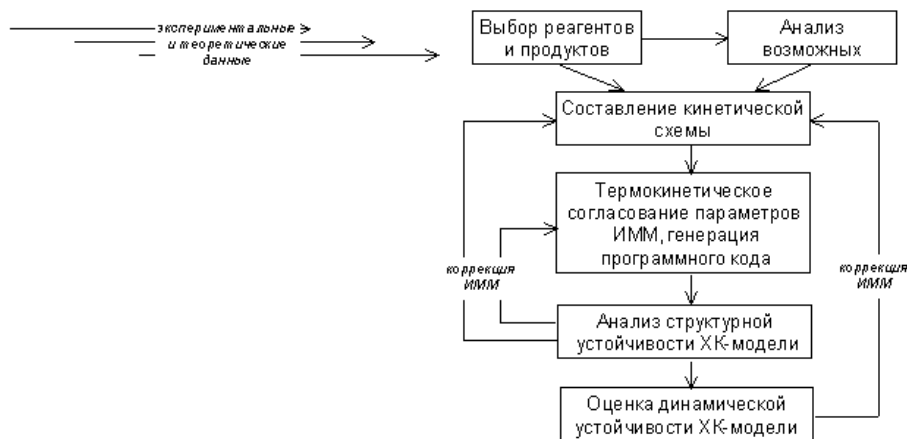 экспериментальные
и теоретические
данные
Выбор реагентов
и продуктов
Анализ
возможных
Составление кинетической
схемы
Термокинетическое
согласование параметров
ИММ, генерация
программного кода
коррекция
ИММ
коррекция
ИММ
Анализ структурной
устойчивости ХК-модели
Оценка динамической
устойчивости ХК-модели